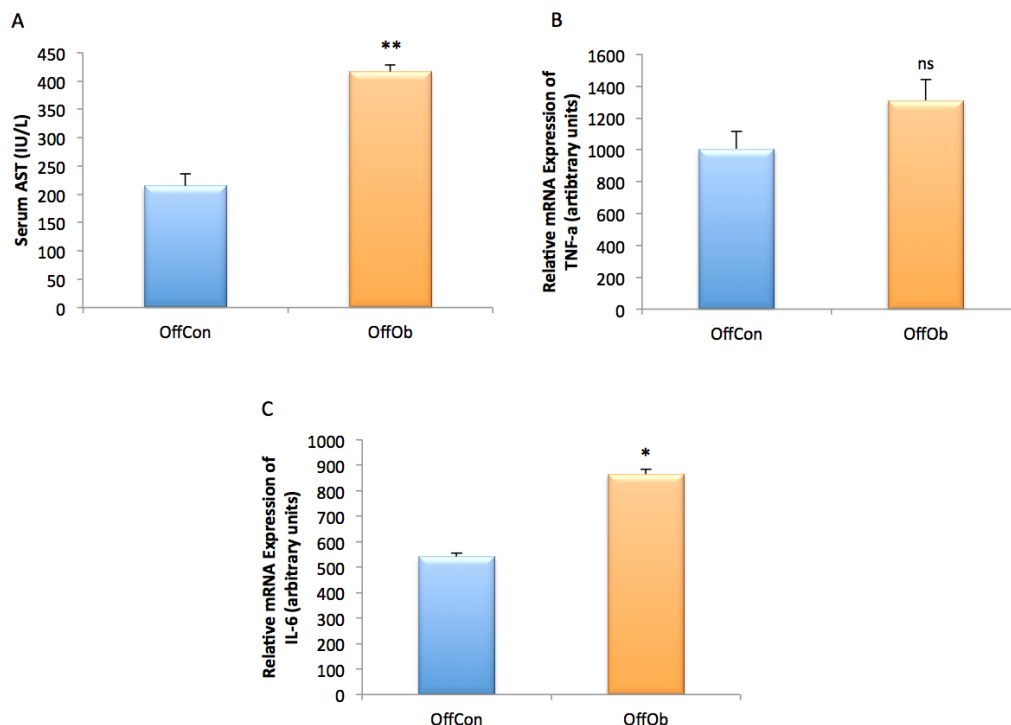 A
Serum AST (IU/L)
450
400
350
300
250
200
150
100
50
0
**
OffCon
OffOb
B
Relative mRNA Expression of
TNF-a (artibtrary units)
1600
1400
1200
1000
800
600
400
200
0
ns
OffCon
OffOb
C
Relative mRNA Expression of
IL-6 (arbitrary units)
1000
900
800
700
600
500
400
300
200
100
0
*
OffCon
OffOb